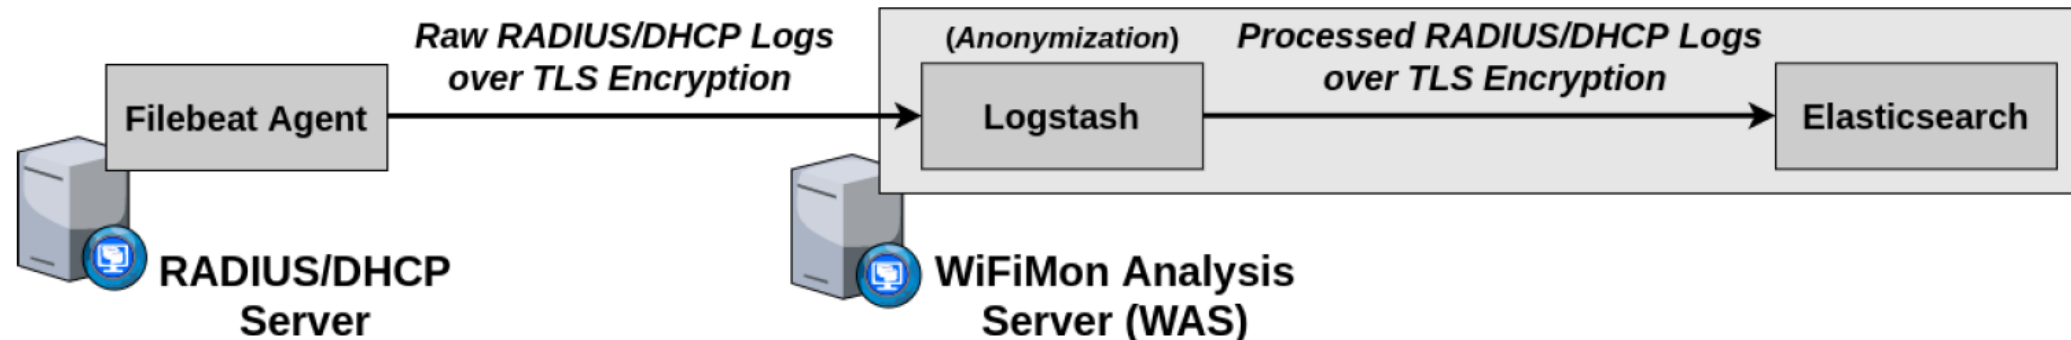 Raw RADIUS/DHCP Logs
over TLS Encryption
(Anonymization)
Processed RADIUS/DHCP Logs
over TLS Encryption
Filebeat Agent
Logstash
Elasticsearch
RADIUS/DHCP
Server
WiFiMon Analysis
Server (WAS)